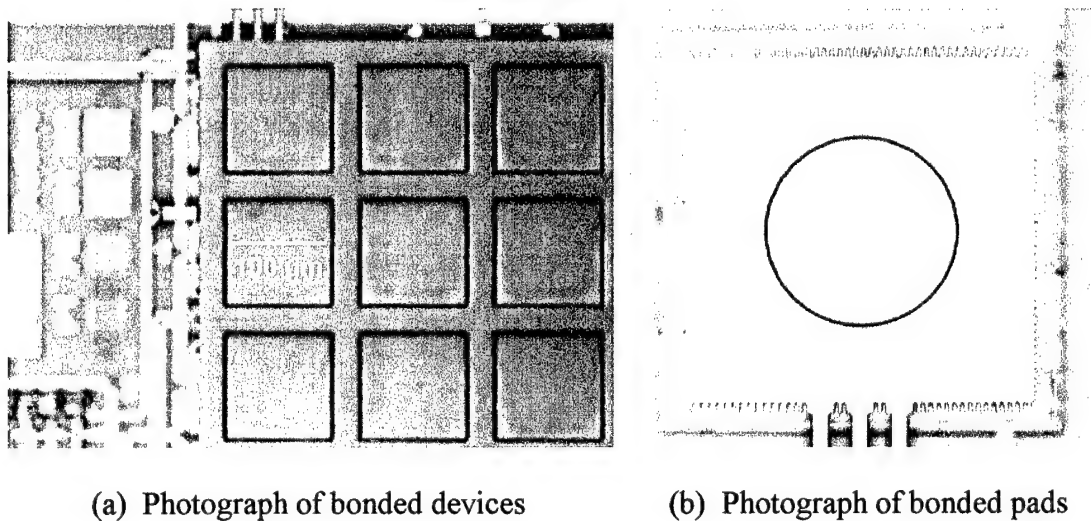 100 μm
(a) Photograph of bonded devices
(b) Photograph of bonded pads